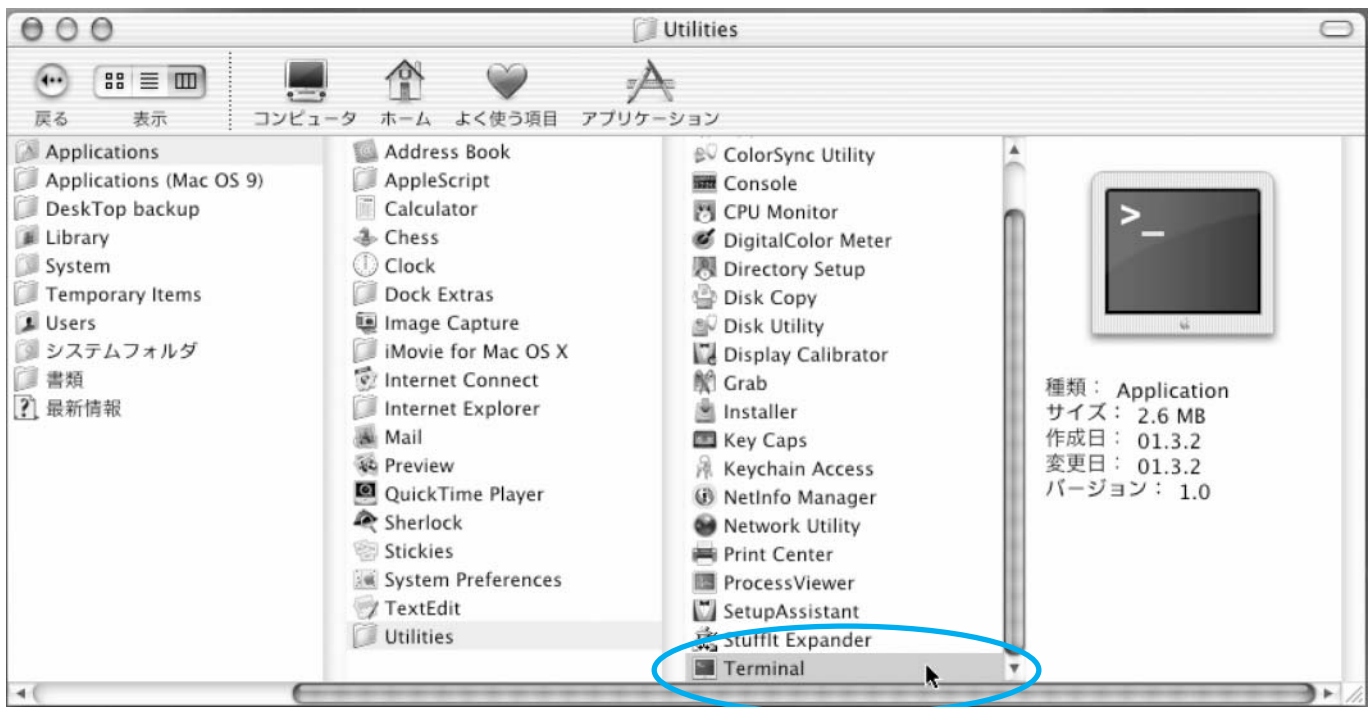 Utilities
戻る
表示
コンピュータ
ホーム
よく使う項目
アプリケーション
Applications
Applications (Mac OS 9)
DeskTop backup
Library
System
Temporary Items
Users
システムフォルダ
書類
最新情報
Address Book
AppleScript
Calculator
Chess
Clock
Dock Extras
Image Capture
iMovie for Mac OS X
Internet Connect
Internet Explorer
Mail
Preview
QuickTime Player
Sherlock
Stickies
System Preferences
TextEdit
Utilities
ColorSync Utility
Console
CPU Monitor
DigitalColor Meter
Directory Setup
Disk Copy
Disk Utility
Display Calibrator
Grab
Installer
Key Caps
Keychain Access
NetInfo Manager
Network Utility
Print Center
ProcessViewer
SetupAssistant
StuffIt Expander
Terminal
>_
種類： Application
サイズ： 2.6 MB
作成日： 01.3.2
変更日： 01.3.2
バージョン： 1.0